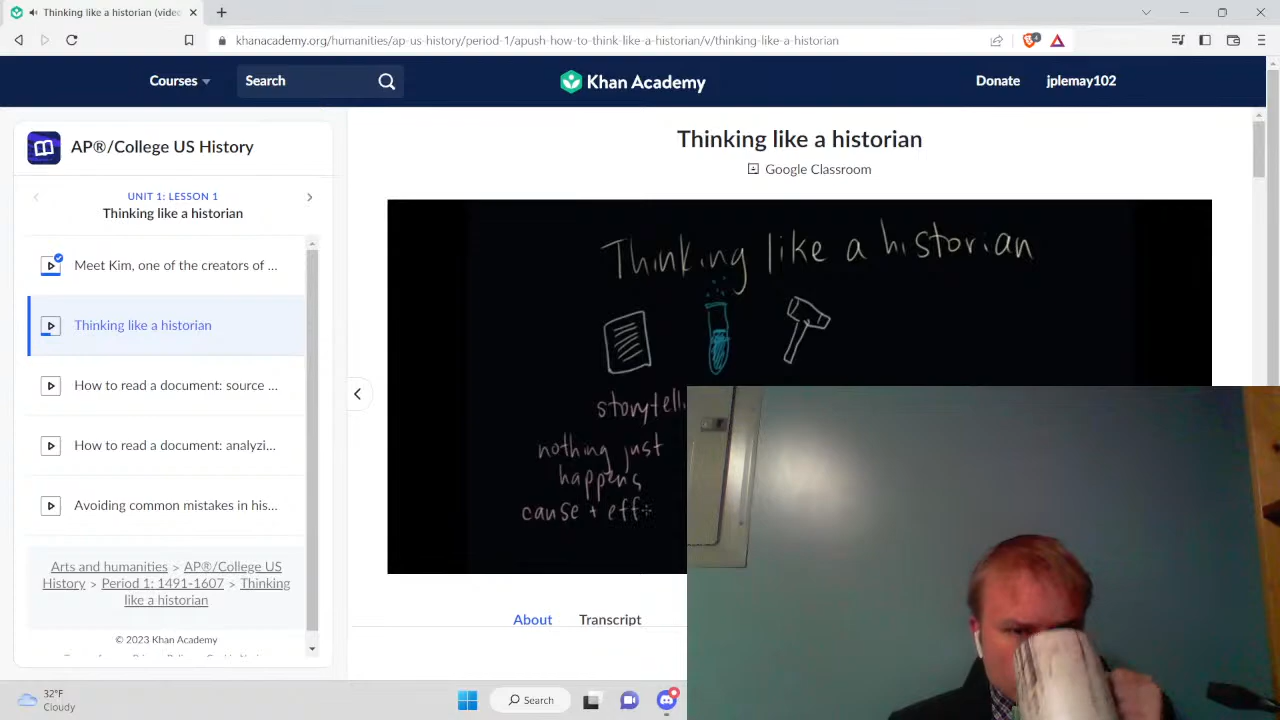 Thinking like a historian (video
khanacademy.org/humanities/ap-us-history/period-1/apush-how-to-think-like-a-historian/v/thinking-like-a-historian
4
Courses
Search
Khan Academy
Donate
jplemay102
AP®/College US History
UNIT 1: LESSON 1
Thinking like a historian
Meet Kim, one of the creators of ...
Thinking like a historian
How to read a document: source ...
How to read a document: analyzi...
Avoiding common mistakes in his...
Arts and humanities > AP®/College US
History > Period 1: 1491-1607 > Thinking
like a historian
© 2023 Khan Academy
Thinking like a historian
Google Classroom
Thinking like a historian
storytelli
nothing just
happens
cause + eff
About
Transcript
32°F
Cloudy
Search